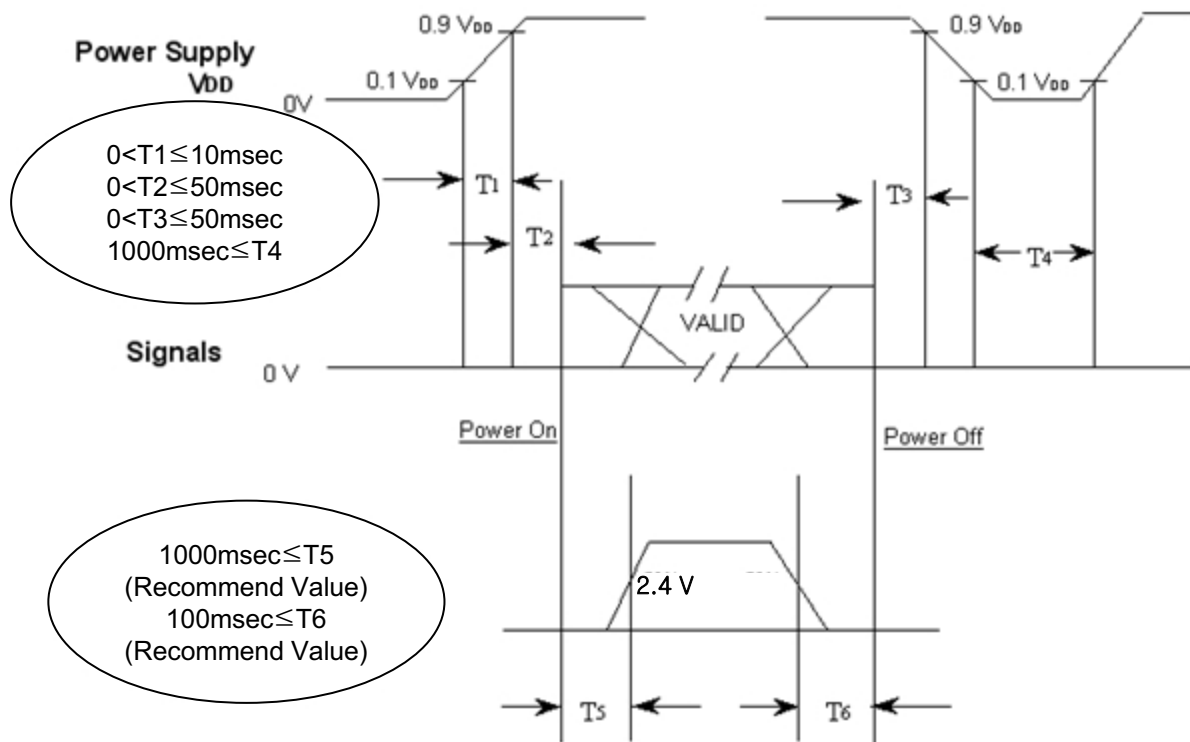 0.9 VDD
0.9 VDD
Power Supply
VDD
0.1 VDD
0.1 VDD
0V
0<T1≦10msec
0<T2≦50msec
0<T3≦50msec
1000msec≦T4
T1
T3
T2
T4
VALID
Signals
0 V
Power On
Power Off
1000msec≦T5
(Recommend Value)
100msec≦T6
(Recommend Value)
2.4 V
T5
T6